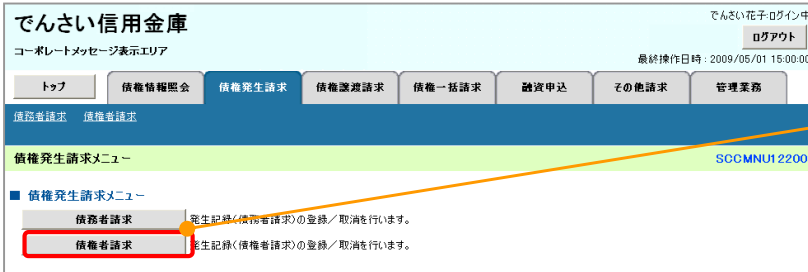 でんさい花子:ログイン中
でんさい信用金庫
ログアウト
コーポレートメッセージ表示エリア
最終操作日時:2009/05/01 15:00:00
トップ 債権情報照会 債権発生請求 債権譲渡請求 債権一括請求 融資申込 その他請求 管理業務
債務者請求 債権者請求
債権発生請求メニュー SCCMNU12200
■ 債権発生請求メニュー
債務者請求 発生記録(債務者請求)の登録/取消を行います。
債権者請求 発生記録(債権者請求)の登録/取消を行います。